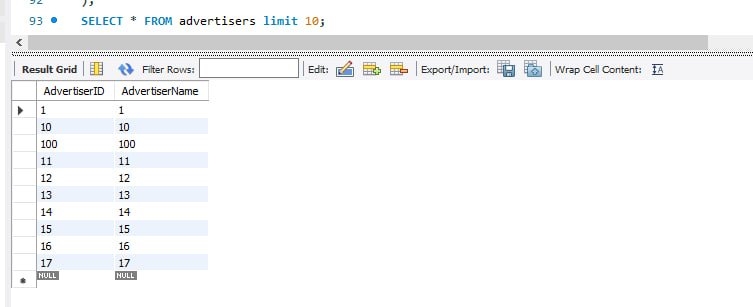 92 );
93 SELECT * FROM advertisers limit 10;
Result Grid Filter Rows: Edit: Export/Import: Wrap Cell Content: IA
AdvertiserID AdvertiserName
1 1
10 10
100 100
11 11
12 12
13 13
14 14
15 15
16 16
17 17
NULL NULL